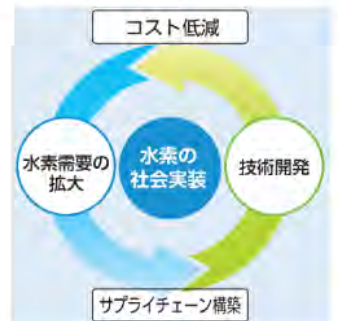 コスト低減
水素需要の
拡大
水素の
社会実装
技術開発
サプライチェーン構築